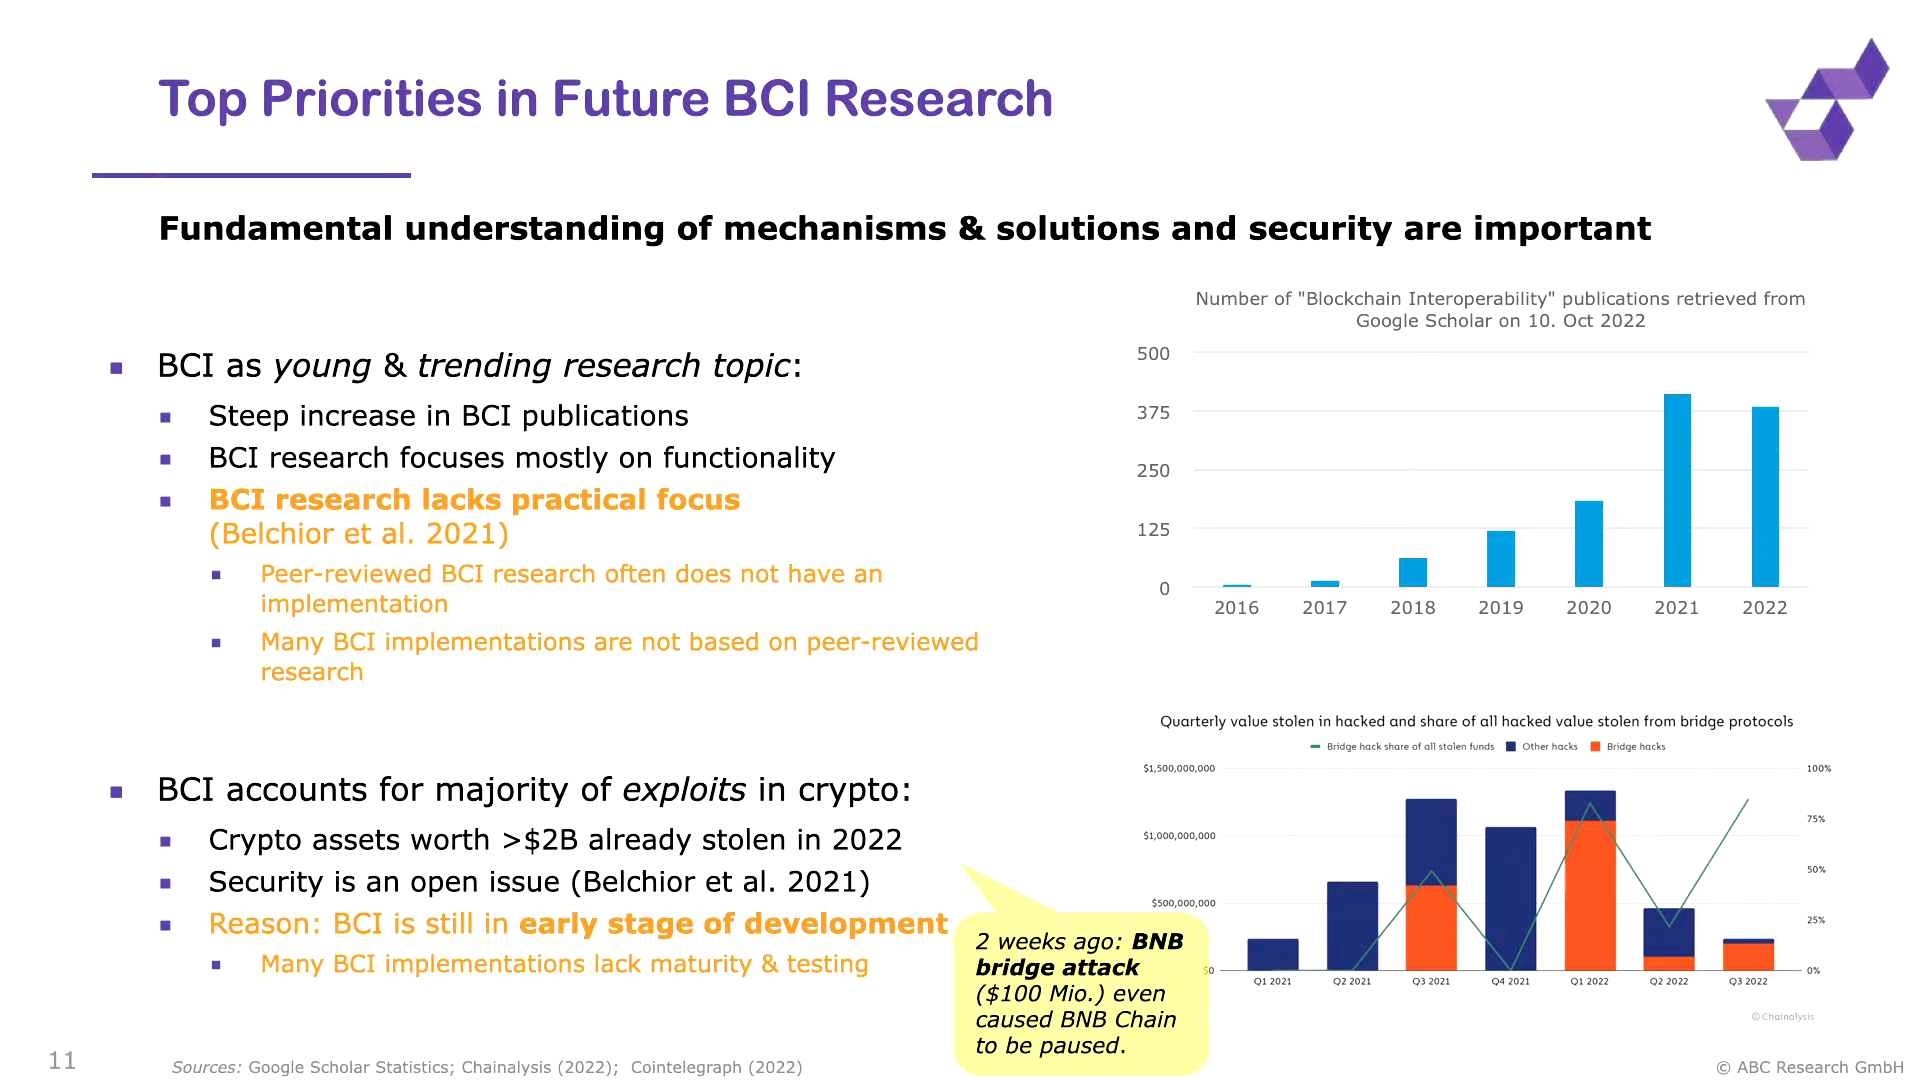 Top Priorities in Future BCI Research
Fundamental understanding of mechanisms & solutions and security are important
BCI as young & trending research topic:
Steep increase in BCI publications
BCI research focuses mostly on functionality
BCI research lacks practical focus
(Belchior et al. 2021)
Peer-reviewed BCI research often does not have an
implementation
Many BCI implementations are not based on peer-reviewed
research
BCI accounts for majority of exploits in crypto:
Crypto assets worth >$2B already stolen in 2022
Security is an open issue (Belchior et al. 2021)
Reason: BCI is still in early stage of development
Many BCI implementations lack maturity & testing
2 weeks ago: BNB
bridge attack
($100 Mio.) even
caused BNB Chain
to be paused.
Number of "Blockchain Interoperability" publications retrieved from
Google Scholar on 10. Oct 2022
500
375
250
125
0
2016 2017 2018 2019 2020 2021 2022
Quarterly value stolen in hacked and share of all hacked value stolen from bridge protocols
Bridge hack share of all stolen funds Other hacks Bridge hacks
$1,500,000,000 100%
75%
$1,000,000,000
50%
$500,000,000
25%
$0 0%
Q1 2021 Q2 2021 Q3 2021 Q4 2021 Q1 2022 Q2 2022 Q3 2022
© Chainalysis
11
Sources: Google Scholar Statistics; Chainalysis (2022); Cointelegraph (2022)
© ABC Research GmbH